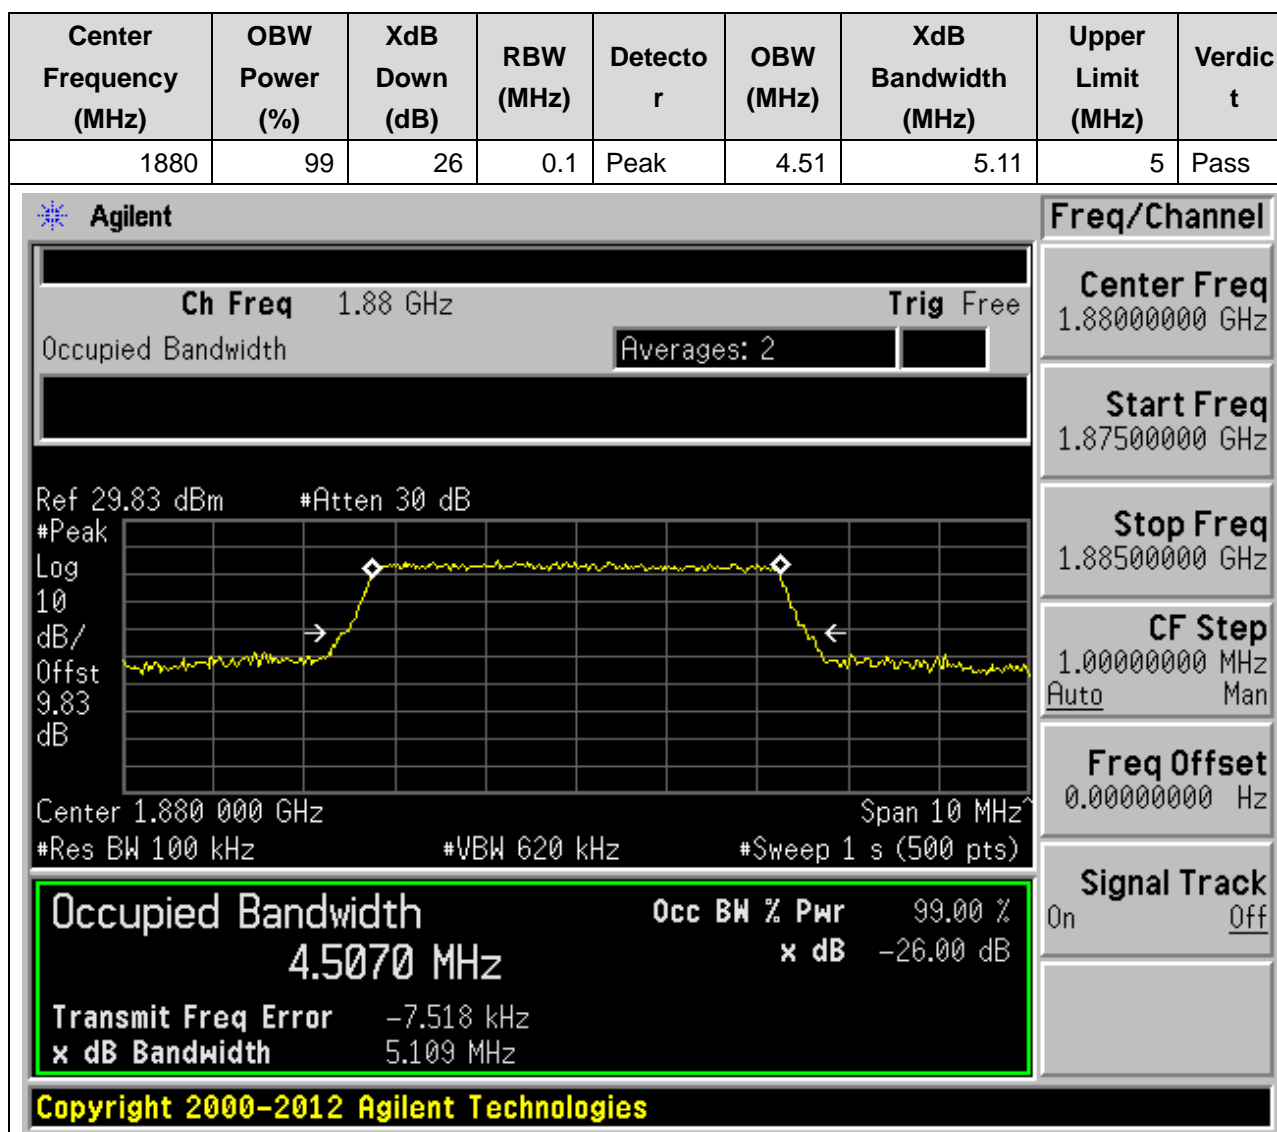 Center Frequency (MHz) OBW Power (%) XdB Down (dB) RBW (MHz) Detector OBW (MHz) XdB Bandwidth (MHz) Upper Limit (MHz) Verdict
1880 99 26 0.1 Peak 4.51 5.11 5 Pass
Agilent
Freq/Channel
Ch Freq 1.88 GHz Trig Free
Occupied Bandwidth Averages: 2
Center Freq
1.88000000 GHz
Start Freq
1.87500000 GHz
Stop Freq
1.88500000 GHz
CF Step
1.00000000 MHz
Auto Man
Freq Offset
0.00000000 Hz
Signal Track
On Off
Ref 29.83 dBm #Atten 30 dB
#Peak
Log
10
dB/
Offst
9.83
dB
Center 1.880 000 GHz Span 10 MHz^
#Res BW 100 kHz #VBW 620 kHz #Sweep 1 s (500 pts)
Occupied Bandwidth Occ BW % Pwr 99.00 %
4.5070 MHz x dB -26.00 dB
Transmit Freq Error -7.518 kHz
x dB Bandwidth 5.109 MHz
Copyright 2000-2012 Agilent Technologies